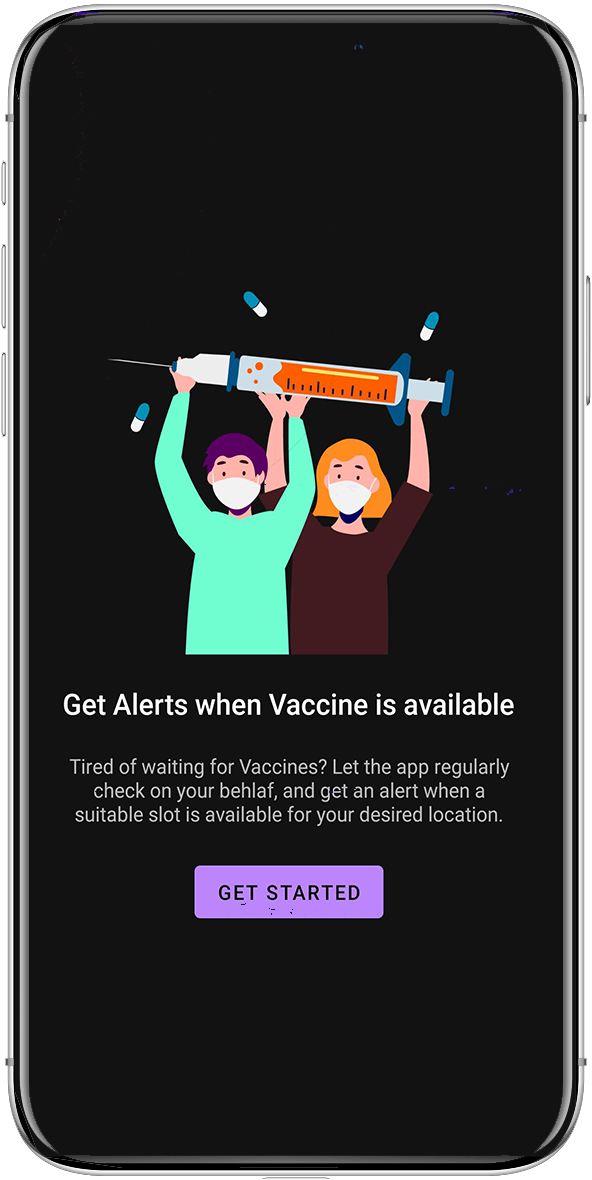 Get Alerts when Vaccine is available
Tired of waiting for Vaccines? Let the app regularly
check on your behlaf, and get an alert when a
suitable slot is available for your desired location.
GET STARTED